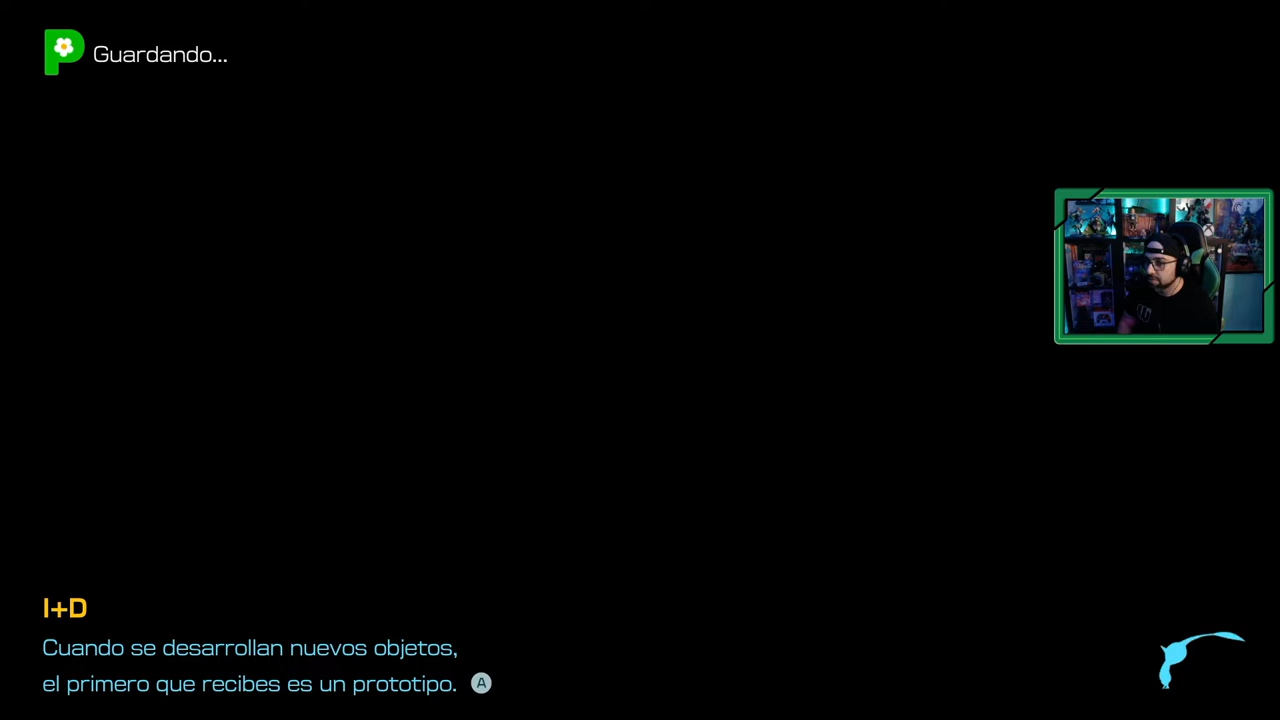 P Guardando...
I+D
Cuando se desarrollan nuevos objetos,
el primero que recibes es un prototipo. A